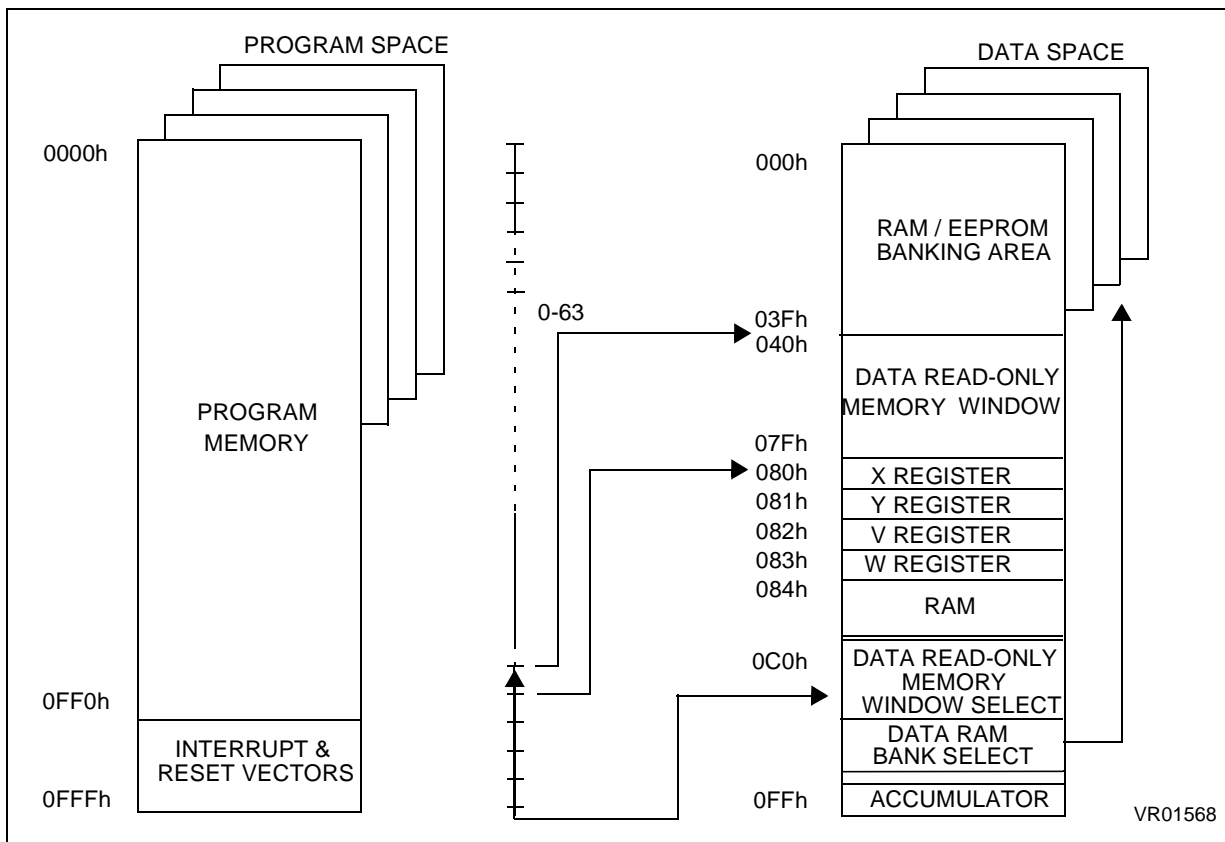 PROGRAM SPACE
0000h
PROGRAM
MEMORY
0FF0h
INTERRUPT &
RESET VECTORS
0FFFh
0-63
DATA SPACE
000h
RAM / EEPROM
BANKING AREA
03Fh
040h
DATA READ-ONLY
MEMORY WINDOW
07Fh
080h
X REGISTER
081h
Y REGISTER
082h
V REGISTER
083h
W REGISTER
084h
RAM
0C0h
DATA READ-ONLY
MEMORY
WINDOW SELECT
DATA RAM
BANK SELECT
0FFh
ACCUMULATOR
VR01568